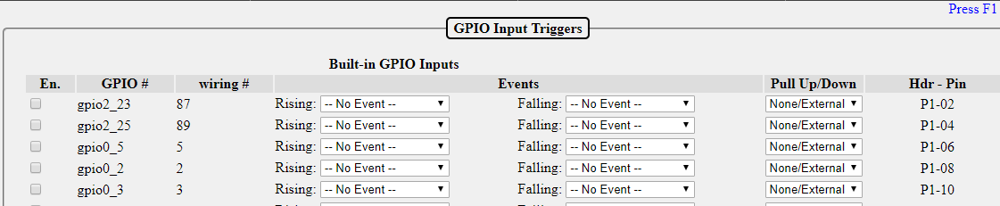 Press F1
GPIO Input Triggers
Built-in GPIO Inputs
En. GPIO # wiring # Events Pull Up/Down Hdr - Pin
gpio2_23 87 Rising: -- No Event -- Falling: -- No Event -- None/External P1-02
gpio2_25 89 Rising: -- No Event -- Falling: -- No Event -- None/External P1-04
gpio0_5 5 Rising: -- No Event -- Falling: -- No Event -- None/External P1-06
gpio0_2 2 Rising: -- No Event -- Falling: -- No Event -- None/External P1-08
gpio0_3 3 Rising: -- No Event -- Falling: -- No Event -- None/External P1-10